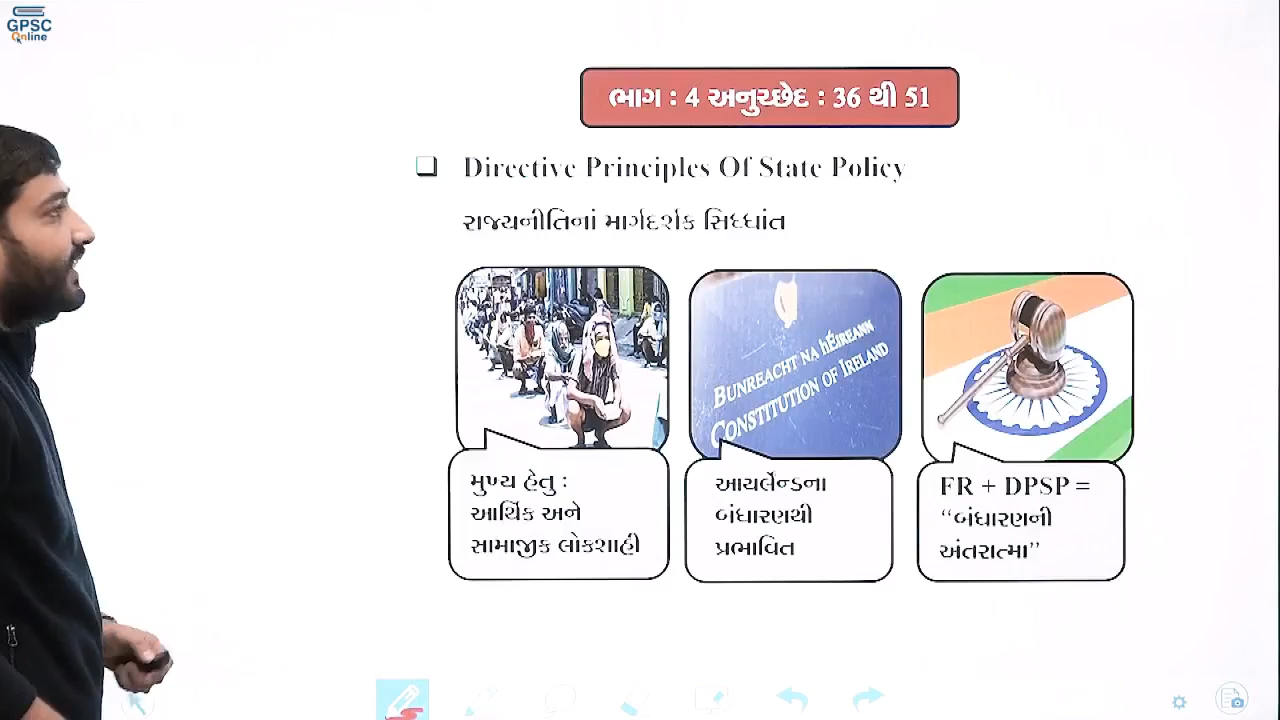 GPSC
Online
ભાગ : 4 અનુચ્છેદ : 36 થી 51
Directive Principles Of State Policy
રાજ્યનીતિનાં માર્ગદર્શક સિધ્ધાંત
BUNREACHT NA hÉIREANN
CONSTITUTION OF IRELAND
મુખ્ય હેતુ :
આર્થિક અને
સામાજીક લોકશાહી
આયર્લેન્ડના
બંધારણથી
પ્રભાવિત
FR + DPSP =
“બંધારણની
અંતરાત્મા”